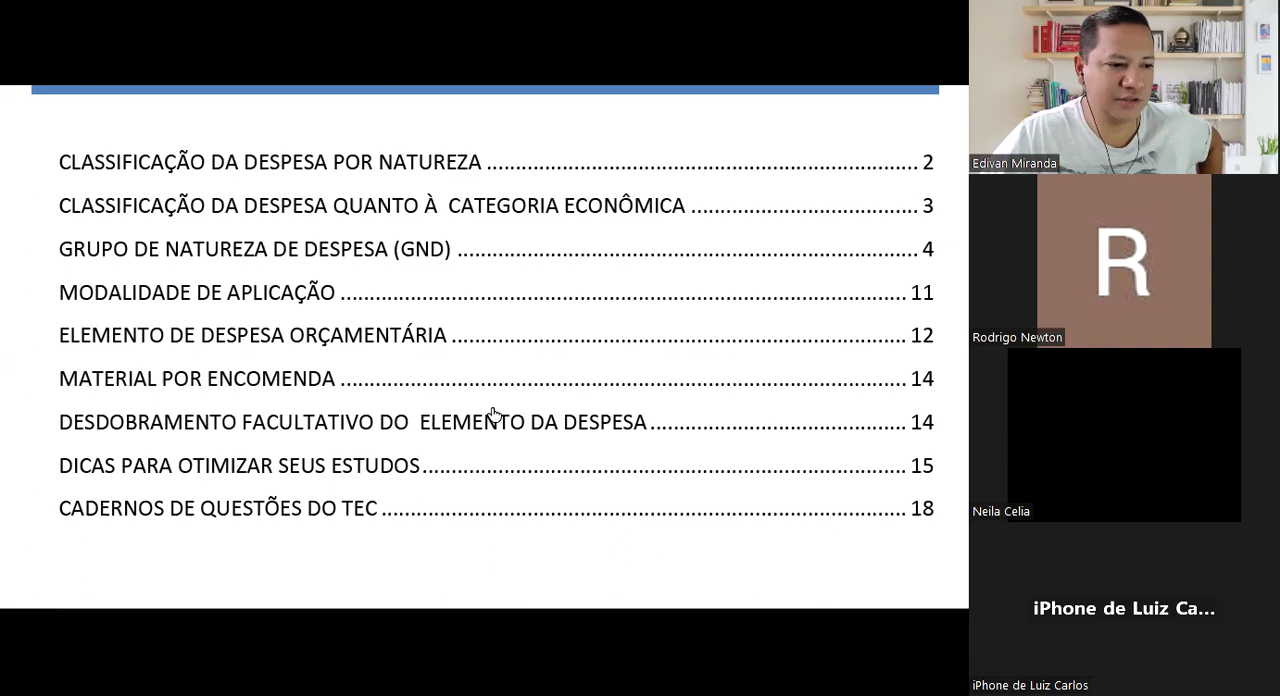 CLASSIFICAÇÃO DA DESPESA POR NATUREZA ........................................................................... 2
CLASSIFICAÇÃO DA DESPESA QUANTO À  CATEGORIA ECONÔMICA ....................................... 3
GRUPO DE NATUREZA DE DESPESA (GND) ............................................................................... 4
MODALIDADE DE APLICAÇÃO ................................................................................................. 11
ELEMENTO DE DESPESA ORÇAMENTÁRIA .............................................................................. 12
MATERIAL POR ENCOMENDA ................................................................................................. 14
DESDOBRAMENTO FACULTATIVO DO  ELEMENTO DA DESPESA ............................................ 14
DICAS PARA OTIMIZAR SEUS ESTUDOS ................................................................................... 15
CADERNOS DE QUESTÕES DO TEC .......................................................................................... 18
Edivan Miranda
R
Rodrigo Newton
Neila Celia
iPhone de Luiz Ca...
iPhone de Luiz Carlos